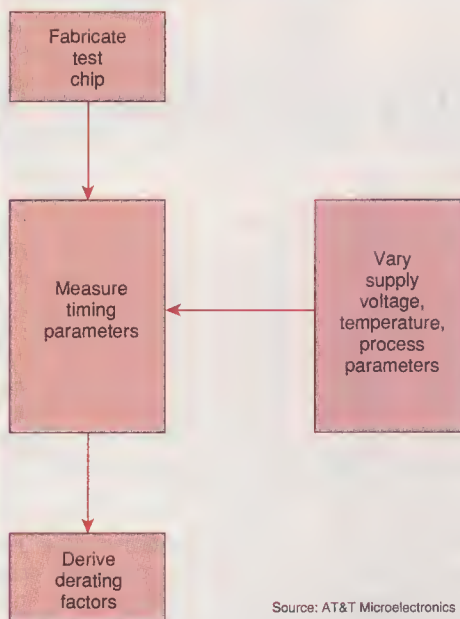 Fabricate
test
chip
Measure
timing
parameters
Vary
supply
voltage,
temperature,
process
parameters
Derive
derating
factors
Source: AT&T Microelectronics